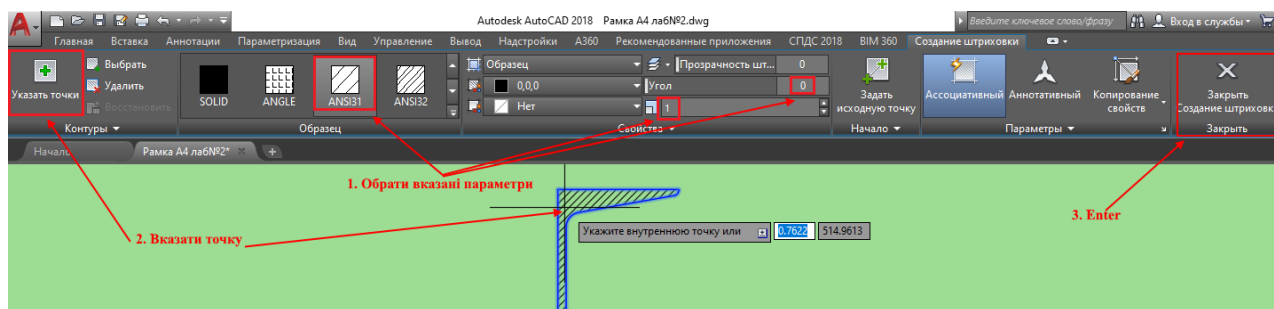 Autodesk AutoCAD 2018 Рамка А4 лаб№2.dwg
Введите ключевое слово/фразу
Вход в службы
Главная Вставка Аннотации Параметризация Вид Управление Вывод Надстройки A360 Рекомендованные приложения СПДС 2018 BIM 360 Создание штриховки
Указать точки
Выбрать
Удалить
Восстановить
Контуры
SOLID
ANGLE
ANSI31
ANSI32
Образец
Образец
0,0,0
Нет
Прозрачность шт...
0
Угол
0
1
Свойства
Задать
исходную точку
Начало
Ассоциативный
Аннотативный
Копирование
свойств
Параметры
Закрыть
Создание штриховк
Закрыть
Начало
Рамка А4 лаб№2*
1. Обрати вказані параметри
2. Вказати точку
3. Enter
Укажите внутреннюю точку или
0.7622
514.9613